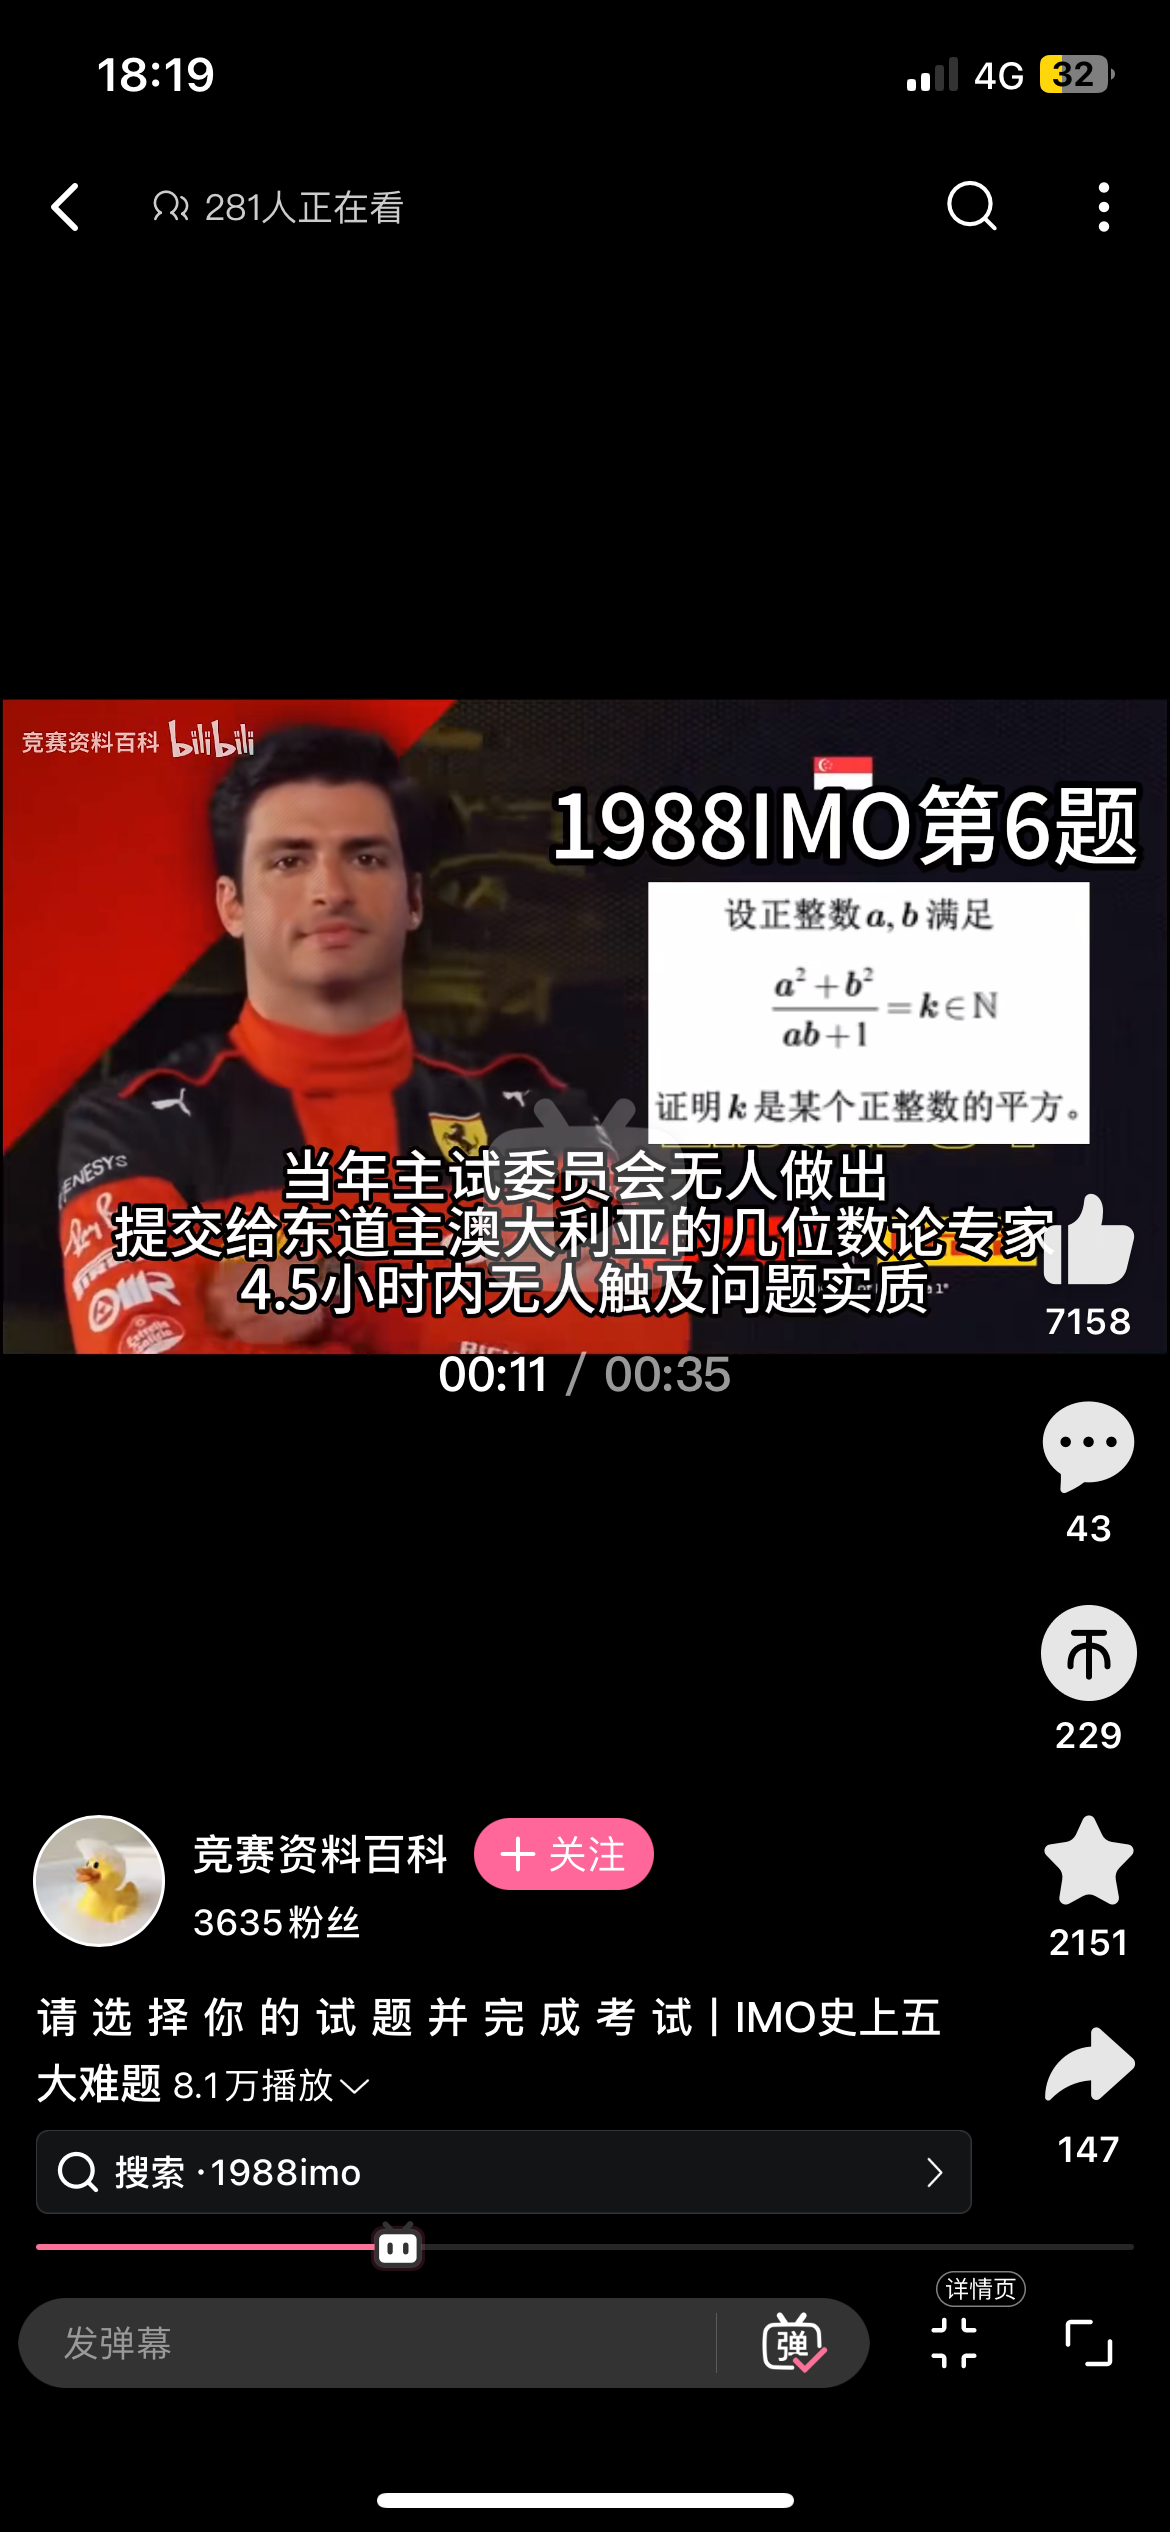 18:19
4G 32
281人正在看
竞赛资料百科 bilibili
1988IMO第6题
设正整数a,b满足
a²+b²
ab+1
=k∈ℕ
证明k是某个正整数的平方。
当年主试委员会无人做出
提交给东道主澳大利亚的几位数论专家
4.5小时内无人触及问题实质
7158
00:11 / 00:35
43
229
竞赛资料百科 + 关注
3635粉丝
2151
请 选 择 你 的 试 题 并 完 成 考 试 | IMO史上五
大难题 8.1万播放
147
搜索 ·1988imo
详情页
发弹幕
弹